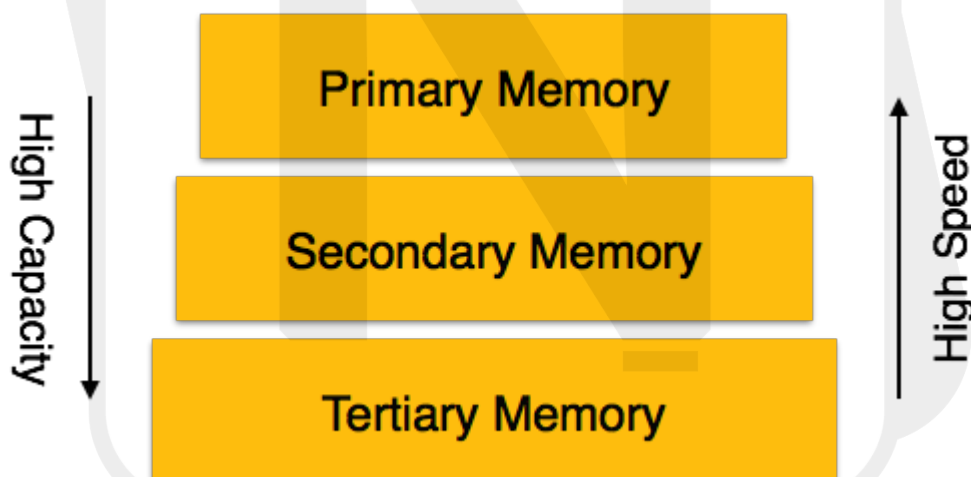 Primary Memory
Secondary Memory
Tertiary Memory
High Capacity
High Speed